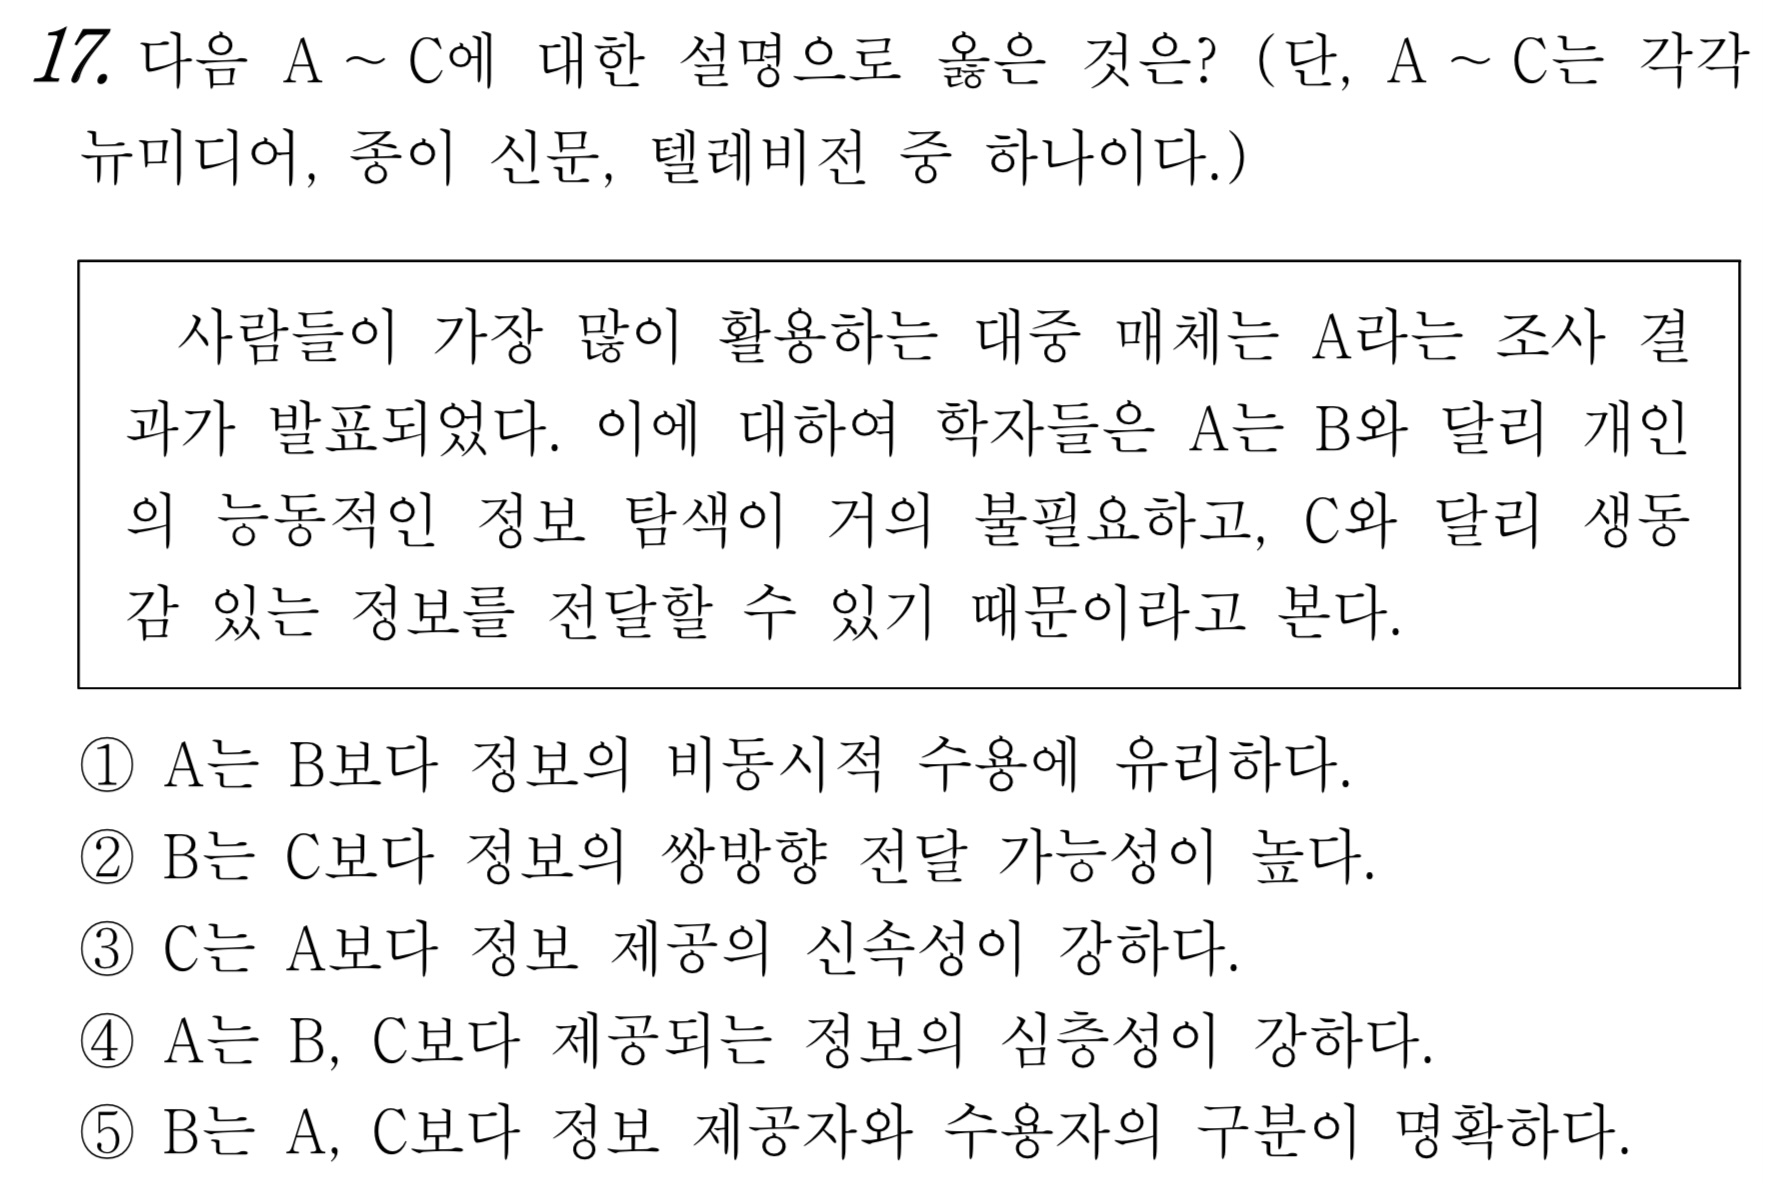 17. 다음 A ~ C에 대한 설명으로 옳은 것은? (단, A ~ C는 각각
뉴미디어, 종이 신문, 텔레비전 중 하나이다.)
사람들이 가장 많이 활용하는 대중 매체는 A라는 조사 결
과가 발표되었다. 이에 대하여 학자들은 A는 B와 달리 개인
의 능동적인 정보 탐색이 거의 불필요하고, C와 달리 생동
감 있는 정보를 전달할 수 있기 때문이라고 본다.
① A는 B보다 정보의 비동시적 수용에 유리하다.
② B는 C보다 정보의 쌍방향 전달 가능성이 높다.
③ C는 A보다 정보 제공의 신속성이 강하다.
④ A는 B, C보다 제공되는 정보의 심층성이 강하다.
⑤ B는 A, C보다 정보 제공자와 수용자의 구분이 명확하다.